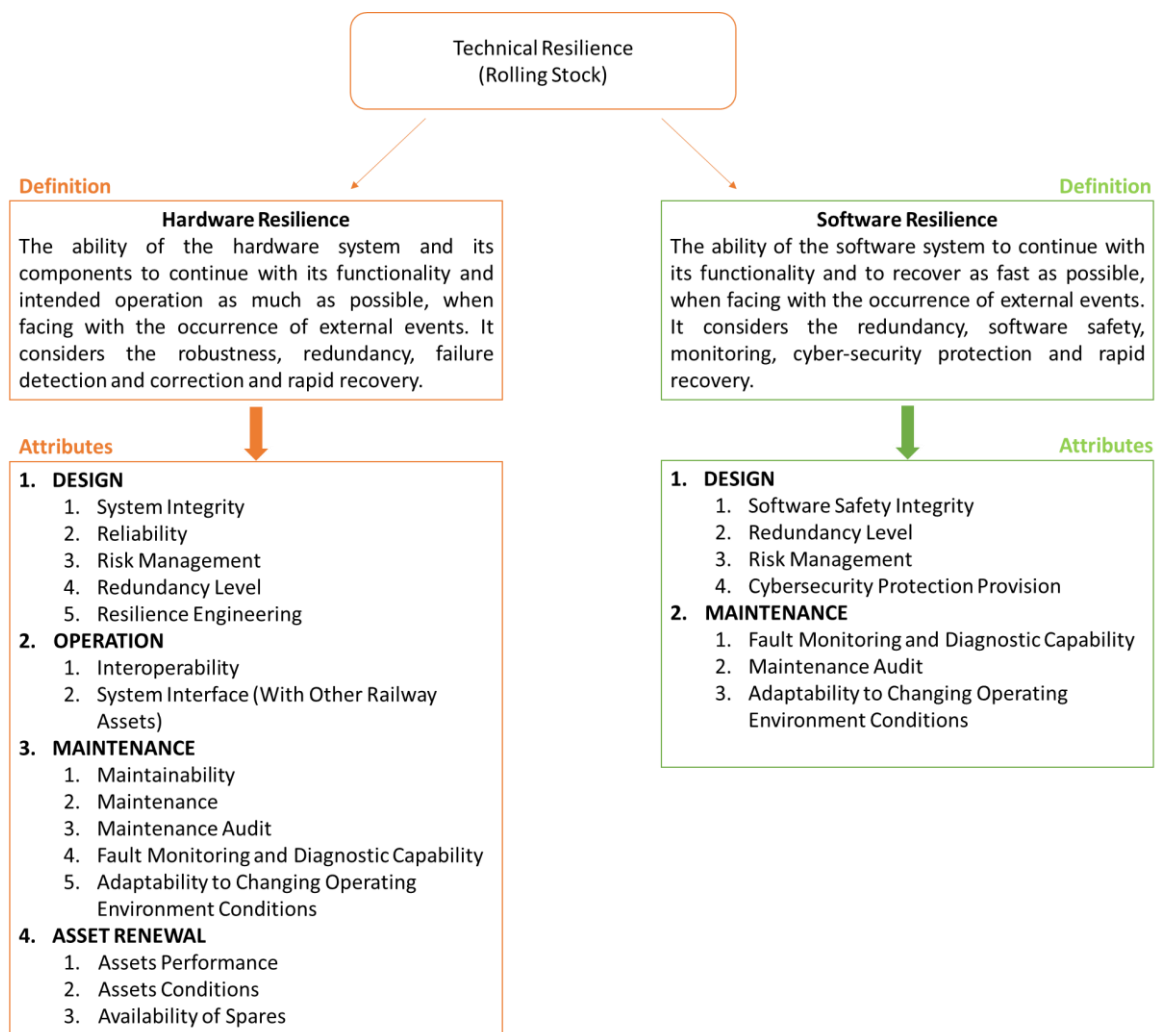 Technical Resilience
(Rolling Stock)
Definition
Hardware Resilience
The ability of the hardware system and its
components to continue with its functionality and
intended operation as much as possible, when
facing with the occurrence of external events. It
considers the robustness, redundancy, failure
detection and correction and rapid recovery.
Attributes
1. DESIGN
1. System Integrity
2. Reliability
3. Risk Management
4. Redundancy Level
5. Resilience Engineering
2. OPERATION
1. Interoperability
2. System Interface (With Other Railway
Assets)
3. MAINTENANCE
1. Maintainability
2. Maintenance
3. Maintenance Audit
4. Fault Monitoring and Diagnostic Capability
5. Adaptability to Changing Operating
Environment Conditions
4. ASSET RENEWAL
1. Assets Performance
2. Assets Conditions
3. Availability of Spares
Definition
Software Resilience
The ability of the software system to continue with
its functionality and to recover as fast as possible,
when facing with the occurrence of external events.
It considers the redundancy, software safety,
monitoring, cyber-security protection and rapid
recovery.
Attributes
1. DESIGN
1. Software Safety Integrity
2. Redundancy Level
3. Risk Management
4. Cybersecurity Protection Provision
2. MAINTENANCE
1. Fault Monitoring and Diagnostic Capability
2. Maintenance Audit
3. Adaptability to Changing Operating
Environment Conditions